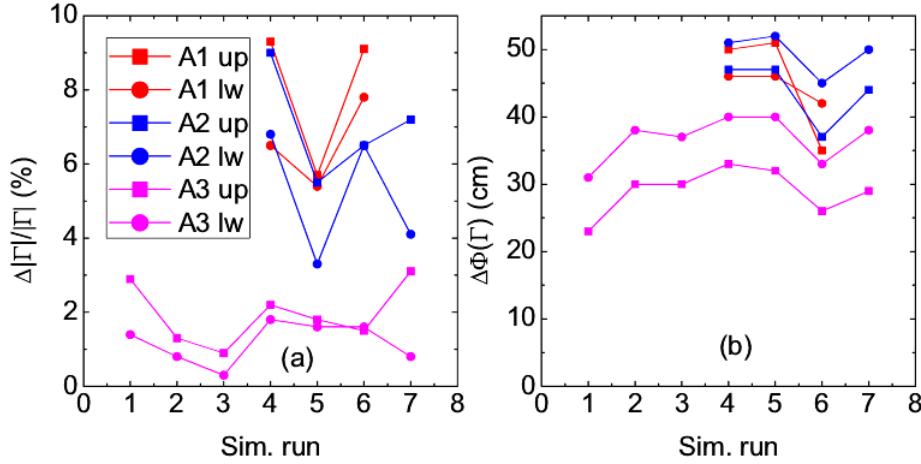 10
8
6
4
2
0
Δ|Γ|/|Γ| (%)
A1 up
A1 lw
A2 up
A2 lw
A3 up
A3 lw
(a)
0 1 2 3 4 5 6 7 8
Sim. run
50
40
30
20
10
0
ΔΦ(Γ) (cm)
(b)
0 1 2 3 4 5 6 7 8
Sim. run